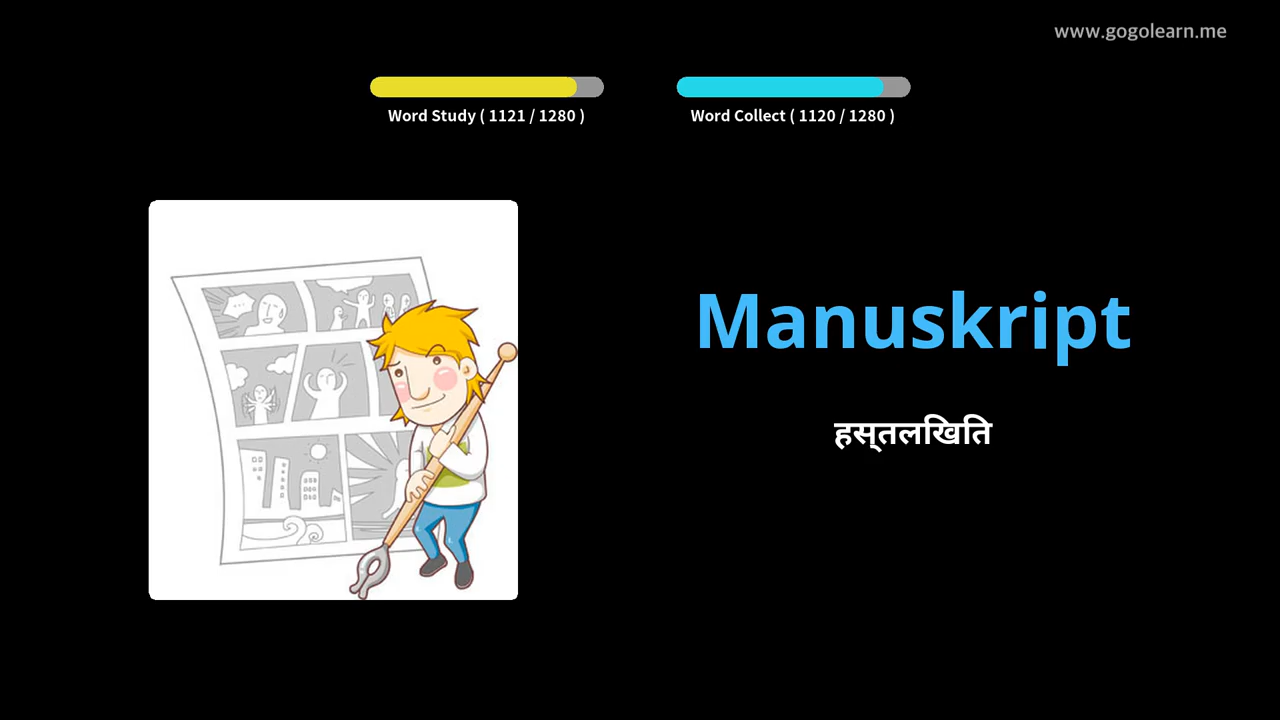 www.gogolearn.me
Word Study ( 1121 / 1280 )
Word Collect ( 1120 / 1280 )
Manuskript
हस्तलखिति